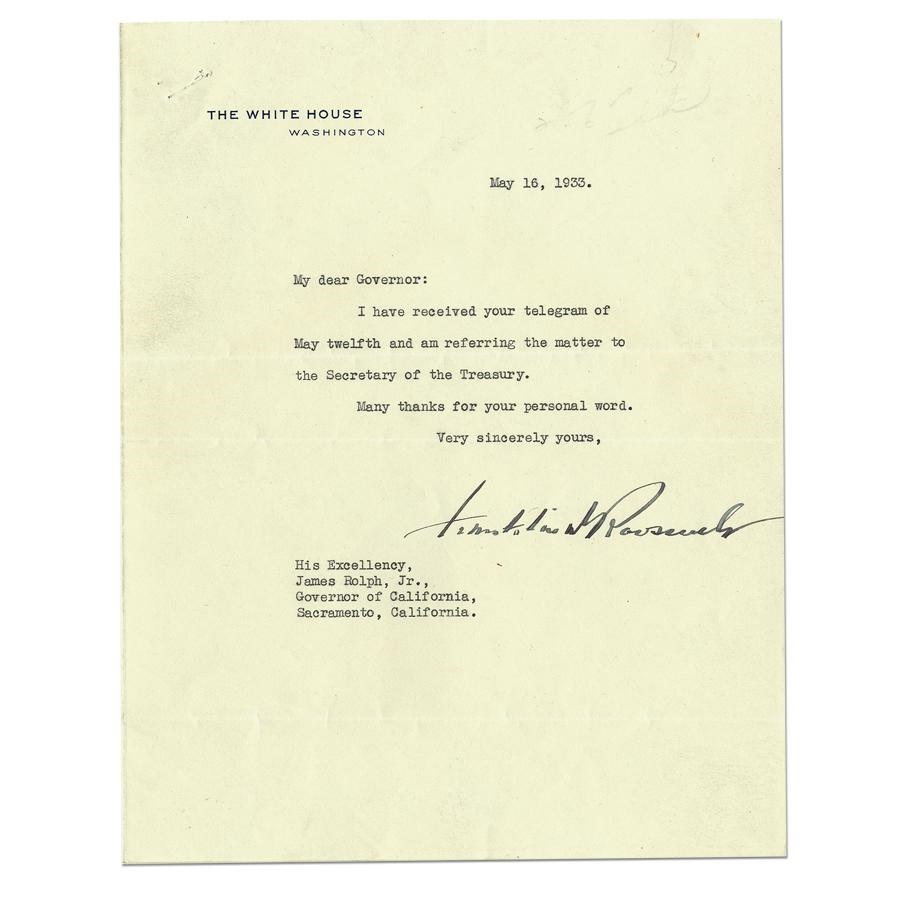 THE WHITE HOUSE
WASHINGTON
May 16, 1933.
My dear Governor:
I have received your telegram of
May twelfth and am referring the matter to
the Secretary of the Treasury.
Many thanks for your personal word.
Very sincerely yours,
Franklin D Roosevelt
His Excellency,
James Rolph, Jr.,
Governor of California,
Sacramento, California.